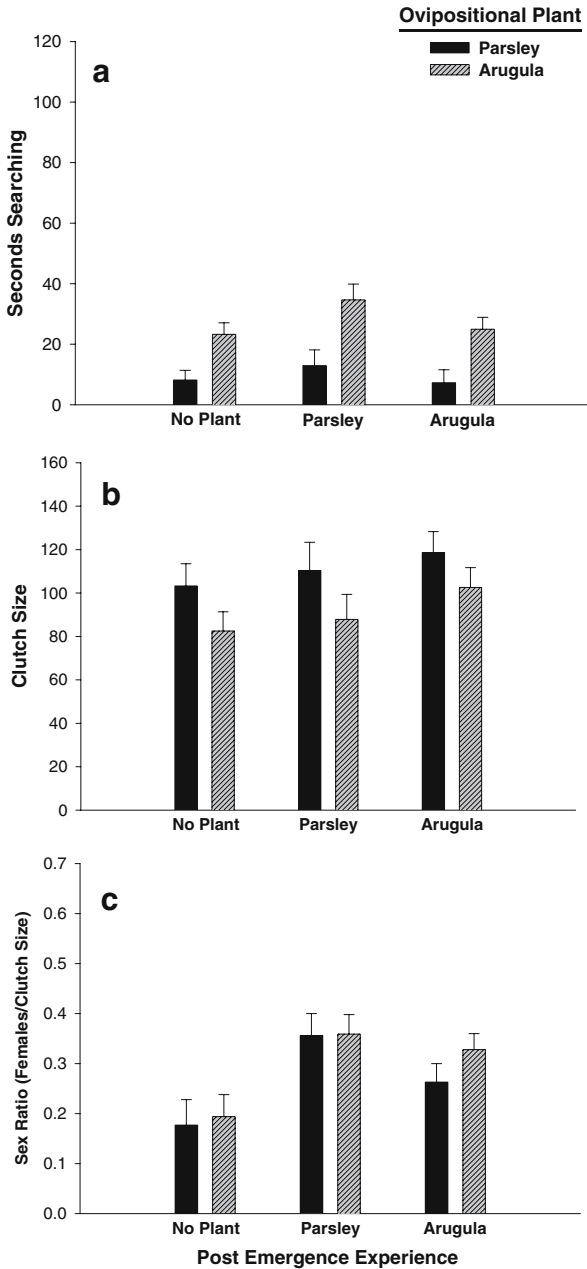 Ovipositional Plant
Parsley
Arugula
a
120
100
80
60
40
20
0
Seconds Searching
No Plant Parsley Arugula
b
160
140
120
100
80
60
40
20
0
Clutch Size
No Plant Parsley Arugula
c
0.7
0.6
0.5
0.4
0.3
0.2
0.1
0.0
Sex Ratio (Females/Clutch Size)
No Plant Parsley Arugula
Post Emergence Experience